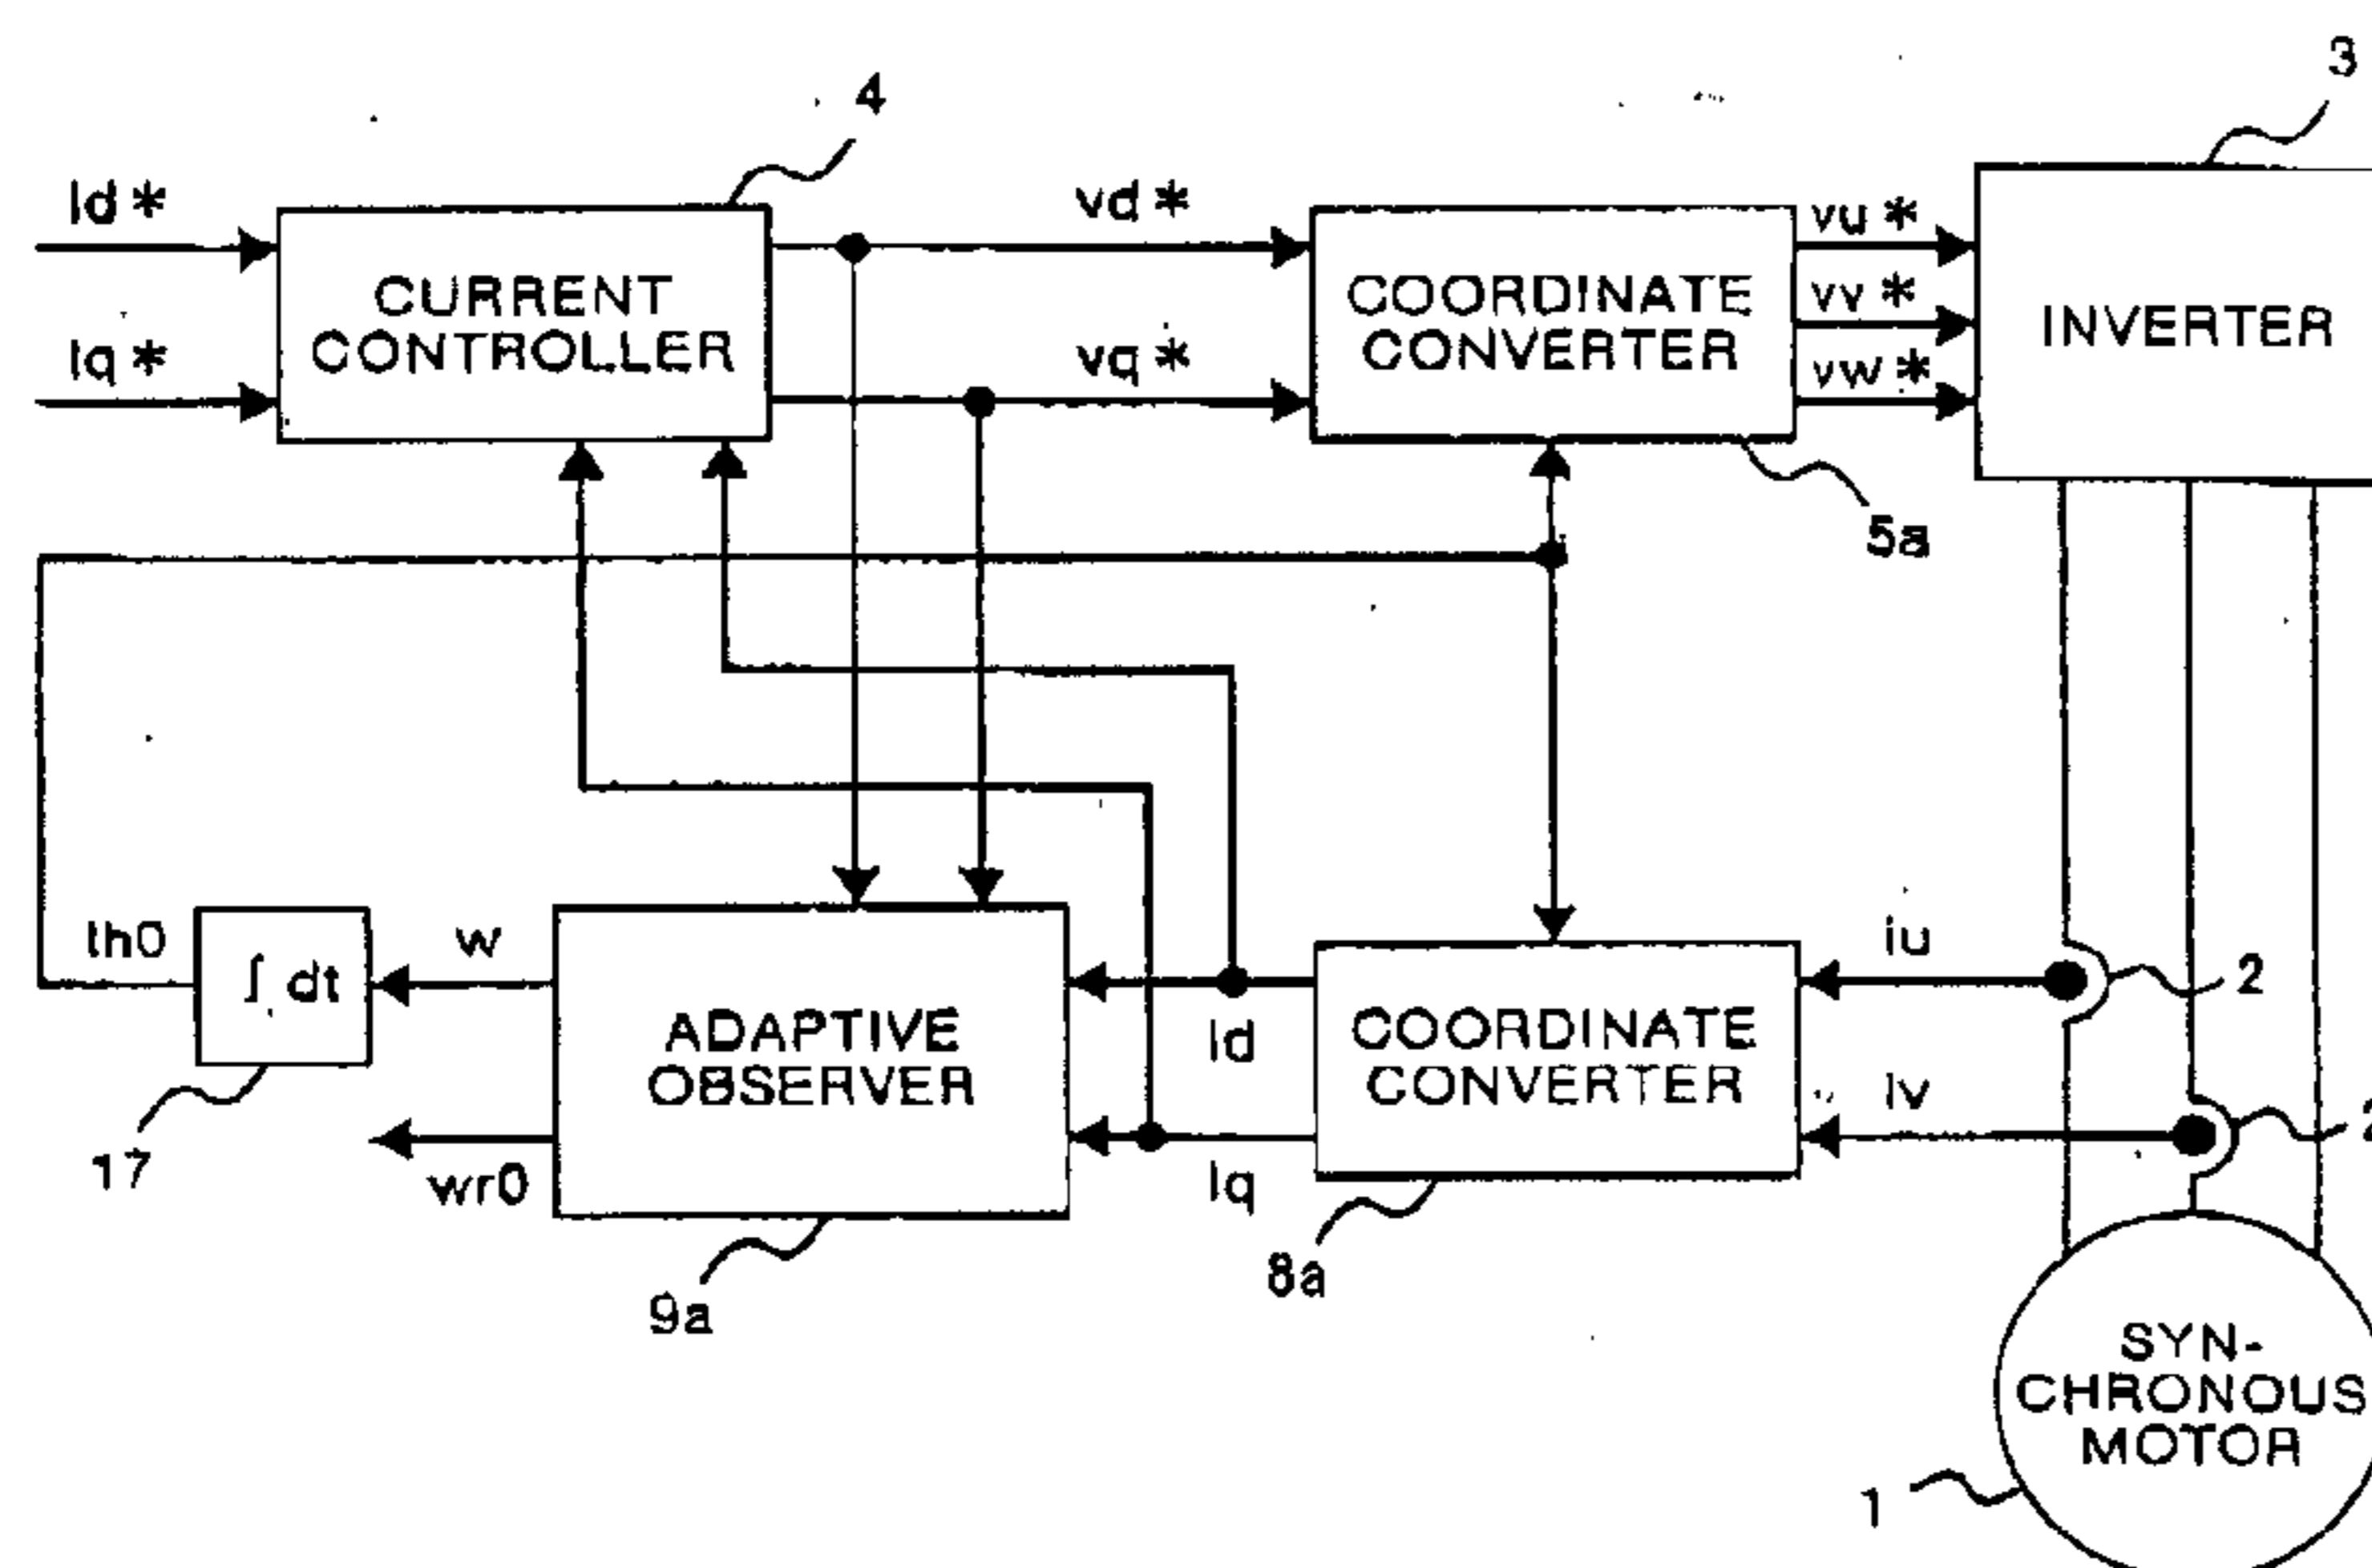 3
4
id *
vd *
vu *
CURRENT
CONTROLLER
COORDINATE
CONVERTER
vv *
INVERTER
iq *
vq *
vw *
5a
th0
w
iu
∫ dt
2
ADAPTIVE
OBSERVER
id
COORDINATE
CONVERTER
iv
2
17
wr0
iq
8a
9a
SYN-
CHRONOUS
MOTOR
1